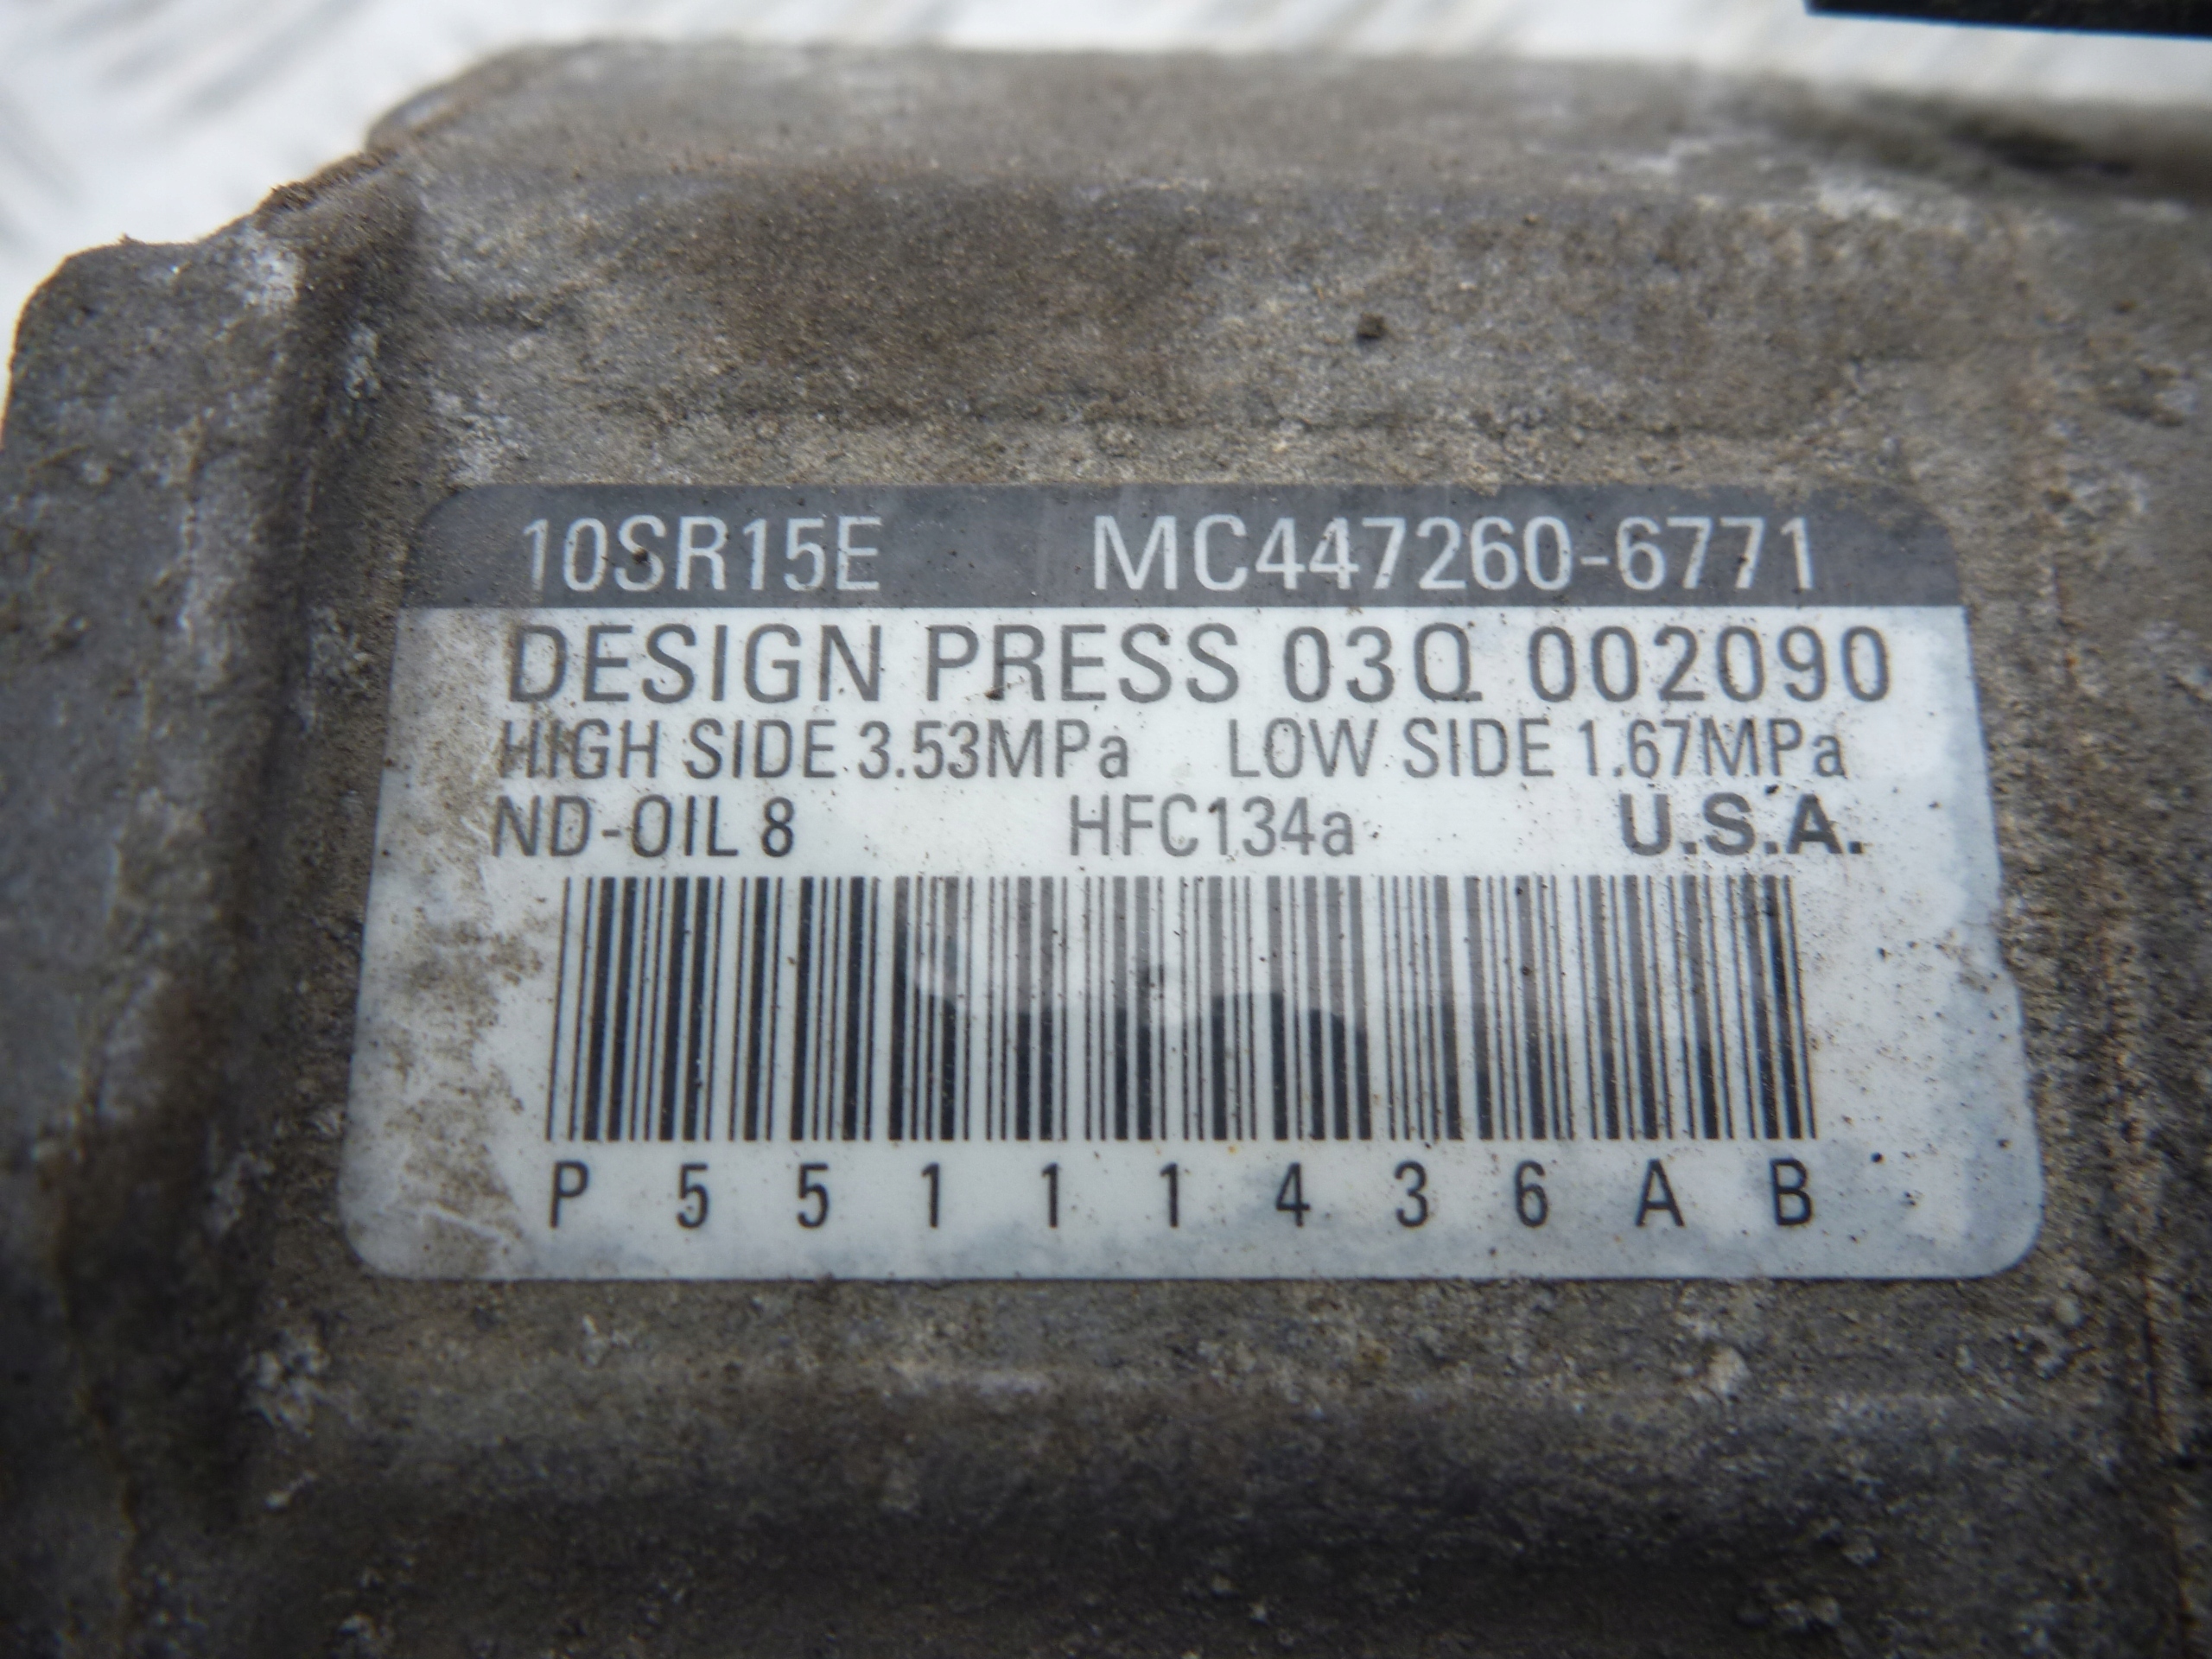 10SR15E MC447260-6771
DESIGN PRESS 03Q 002090
HIGH SIDE 3.53MPa LOW SIDE 1.67MPa
ND-OIL 8 HFC134a U.S.A.
P 5 5 1 1 1 4 3 6 A B